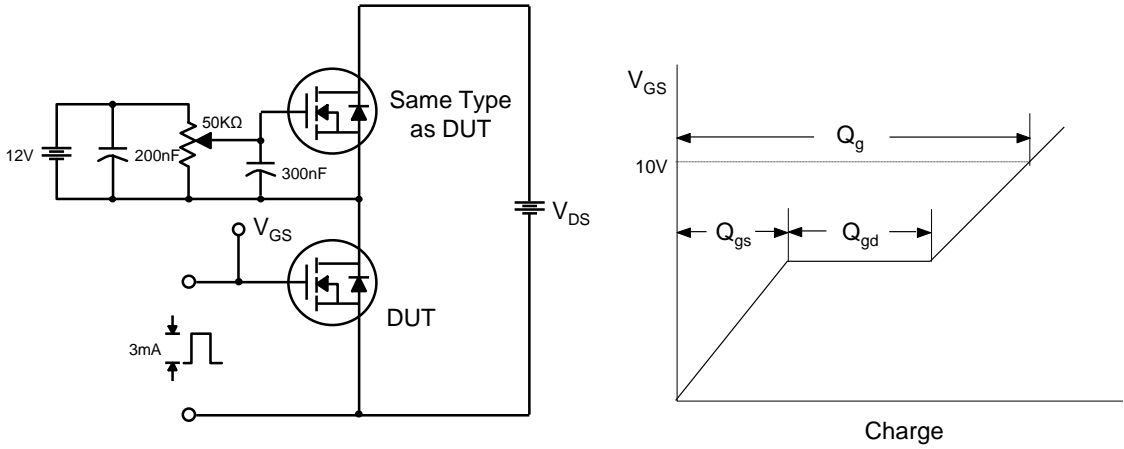 12V
200nF
50KΩ
300nF
Same Type
as DUT
V_DS
V_GS
DUT
3mA
V_GS
10V
Q_g
Q_gs
Q_gd
Charge